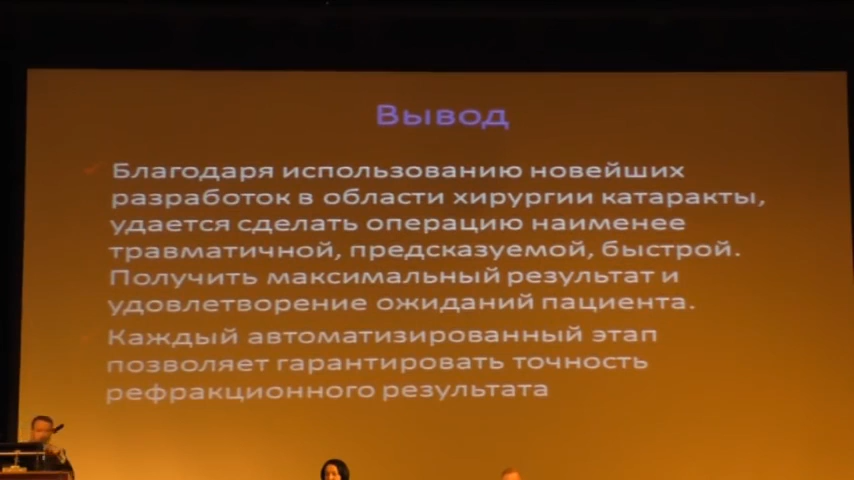 Вывод
Благодаря использованию новейших
разработок в области хирургии катаракты,
удается сделать операцию наименее
травматичной, предсказуемой, быстрой.
Получить максимальный результат и
удовлетворение ожиданий пациента.
Каждый автоматизированный этап
позволяет гарантировать точность
рефракционного результата